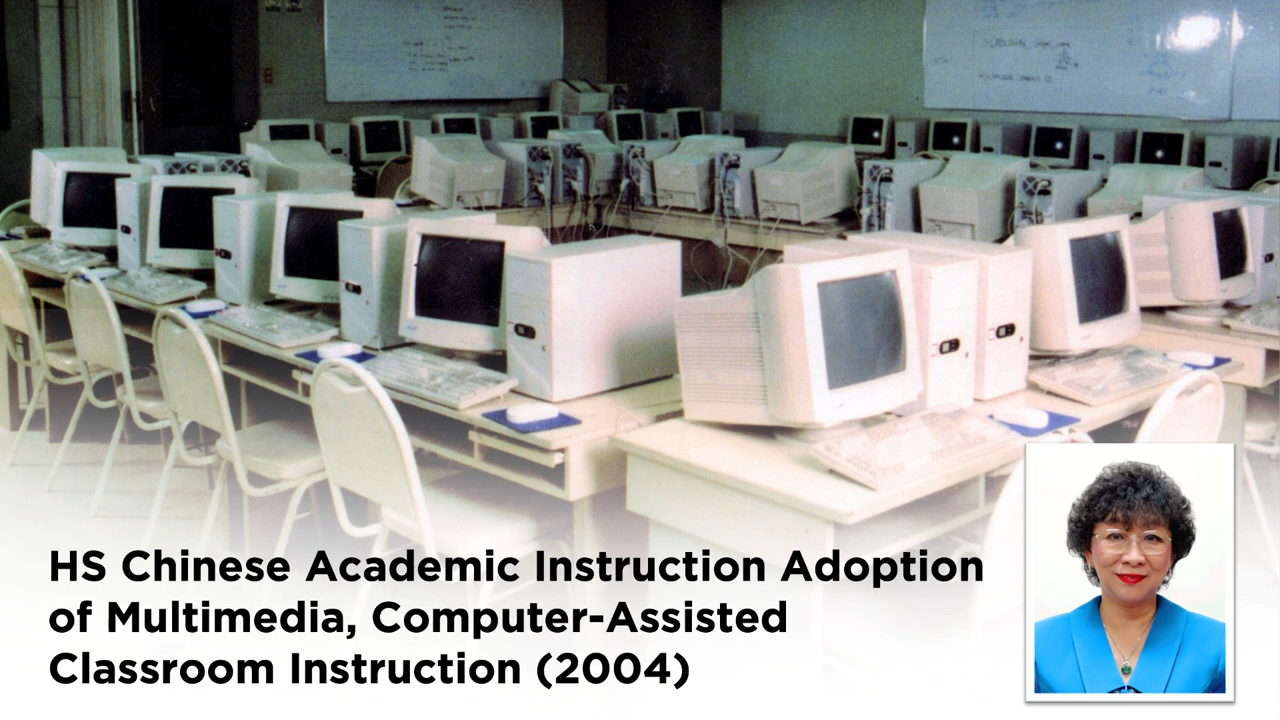 HS Chinese Academic Instruction Adoption
of Multimedia, Computer-Assisted
Classroom Instruction (2004)